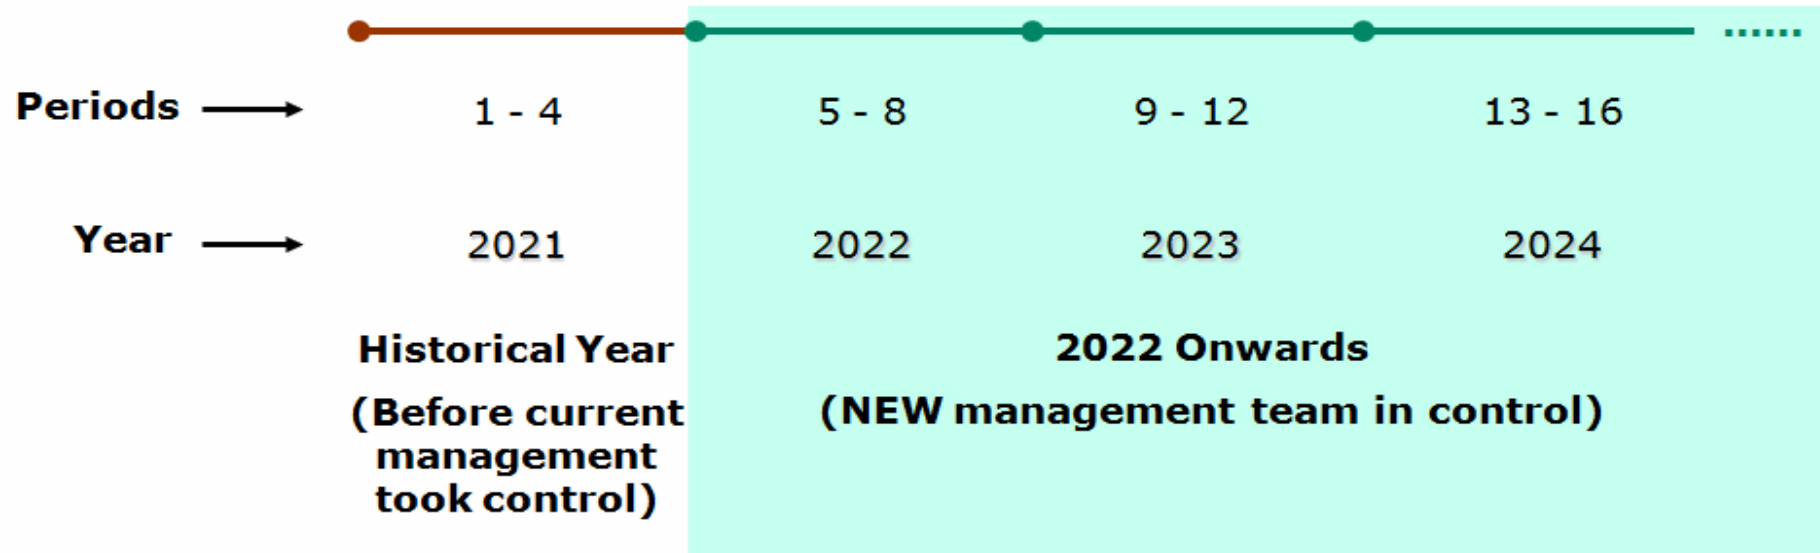 ......
Periods 1 - 4 5 - 8 9 - 12 13 - 16
Year 2021 2022 2023 2024
Historical Year
(Before current
management
took control)
2022 Onwards
(NEW management team in control)